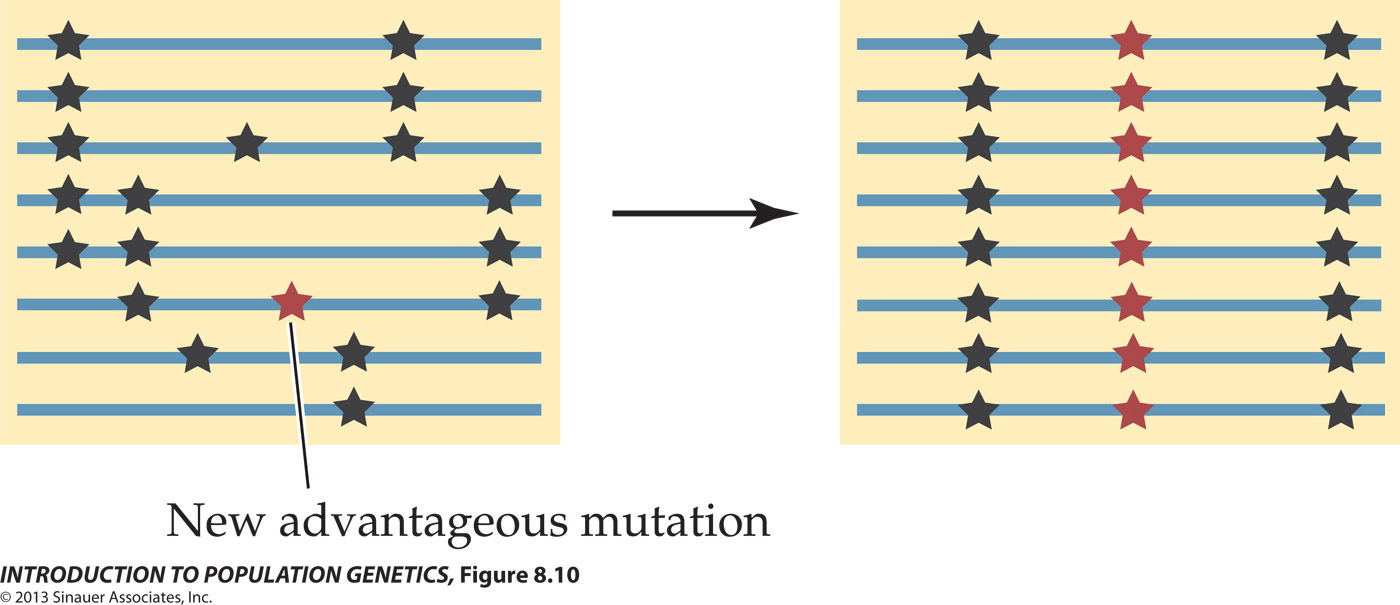 New advantageous mutation
INTRODUCTION TO POPULATION GENETICS, Figure 8.10
© 2013 Sinauer Associates, Inc.